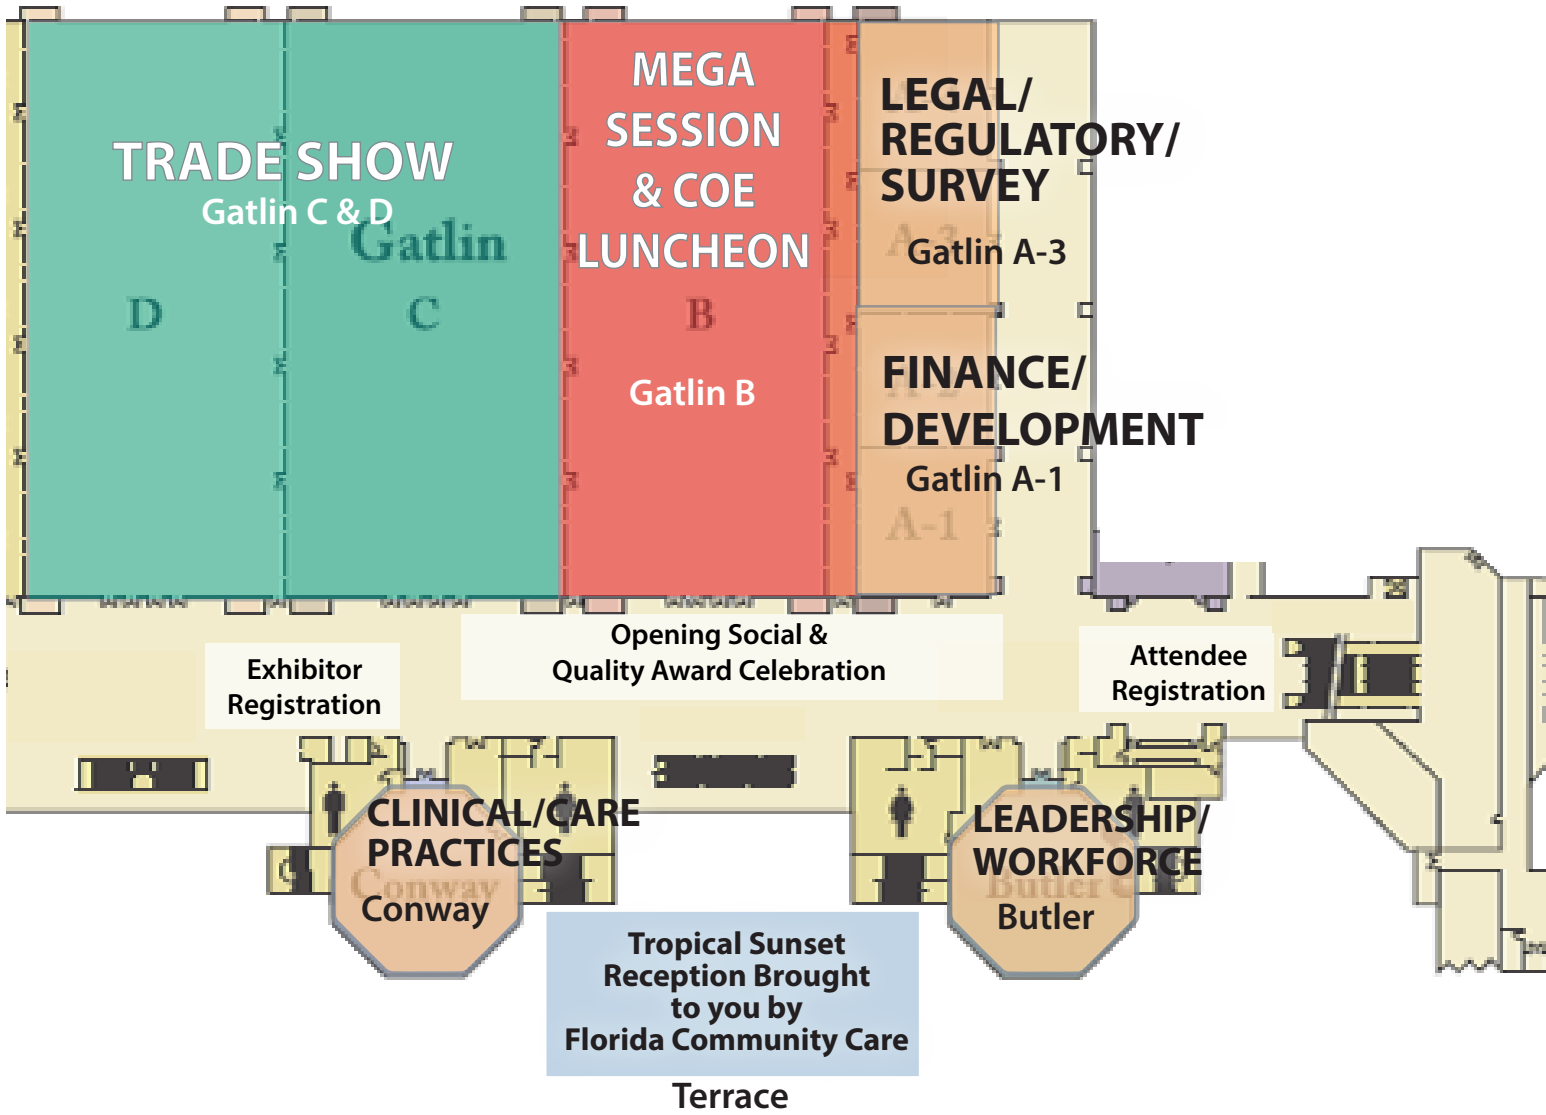 TRADE SHOW
Gatlin C & D
Gatlin
D
C
MEGA
SESSION
& COE
LUNCHEON
B
Gatlin B
LEGAL/
REGULATORY/
SURVEY
A-3
Gatlin A-3
FINANCE/
DEVELOPMENT
Gatlin A-1
A-1
Exhibitor
Registration
Opening Social &
Quality Award Celebration
Attendee
Registration
CLINICAL/CARE
PRACTICES
Conway
Conway
LEADERSHIP/
WORKFORCE
Butler
Butler
Tropical Sunset
Reception Brought
to you by
Florida Community Care
Terrace